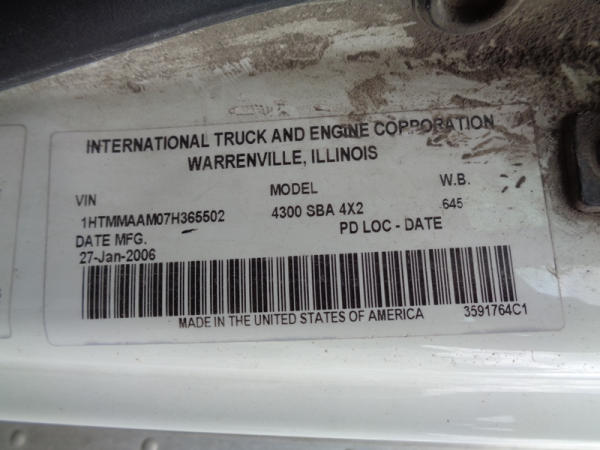 INTERNATIONAL TRUCK AND ENGINE CORPORATION
WARRENVILLE, ILLINOIS
VIN MODEL W.B.
1HTMMAAM07H365502 4300 SBA 4X2 645
DATE MFG. PD LOC - DATE
27-Jan-2006
MADE IN THE UNITED STATES OF AMERICA 3591764C1